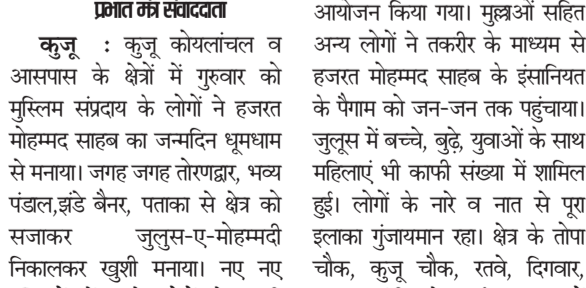 प्रभात मंत्र संवाददाता
कुजू : कुजू कोयलांचल व
आसपास के क्षेत्रों में गुरुवार को
मुस्लिम संप्रदाय के लोगों ने हजरत
मोहम्मद साहब का जन्मदिन धूमधाम
से मनाया। जगह जगह तोरणद्वार, भव्य
पंडाल,झंडे बैनर, पताका से क्षेत्र को
सजाकर जुलुस-ए-मोहम्मदी
निकालकर खुशी मनाया। नए नए
आयोजन किया गया। मुल्लाओं सहित
अन्य लोगों ने तकरीर के माध्यम से
हजरत मोहम्मद साहब के इंसानियत
के पैगाम को जन-जन तक पहुंचाया।
जुलूस में बच्चे, बुढ़े, युवाओं के साथ
महिलाएं भी काफी संख्या में शामिल
हुई। लोगों के नारे व नात से पूरा
इलाका गुंजायमान रहा। क्षेत्र के तोपा
चौक, कुजू चौक, रतवे, दिगवार,